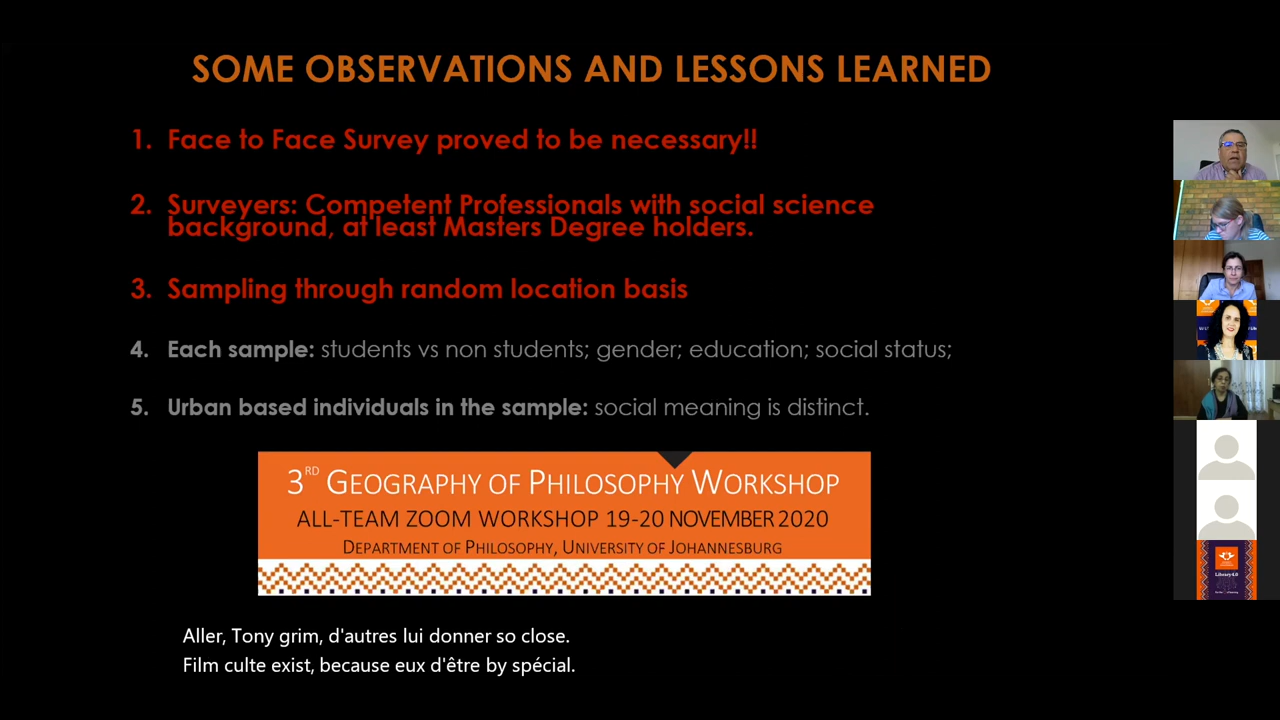 SOME OBSERVATIONS AND LESSONS LEARNED
1. Face to Face Survey proved to be necessary!!
2. Surveyers: Competent Professionals with social science
background, at least Masters Degree holders.
3. Sampling through random location basis
4. Each sample: students vs non students; gender; education; social status;
5. Urban based individuals in the sample: social meaning is distinct.
3RD GEOGRAPHY OF PHILOSOPHY WORKSHOP
ALL-TEAM ZOOM WORKSHOP 19-20 NOVEMBER 2020
DEPARTMENT OF PHILOSOPHY, UNIVERSITY OF JOHANNESBURG
Aller, Tony grim, d'autres lui donner so close.
Film culte exist, because eux d'être by spécial.
Library 4.0